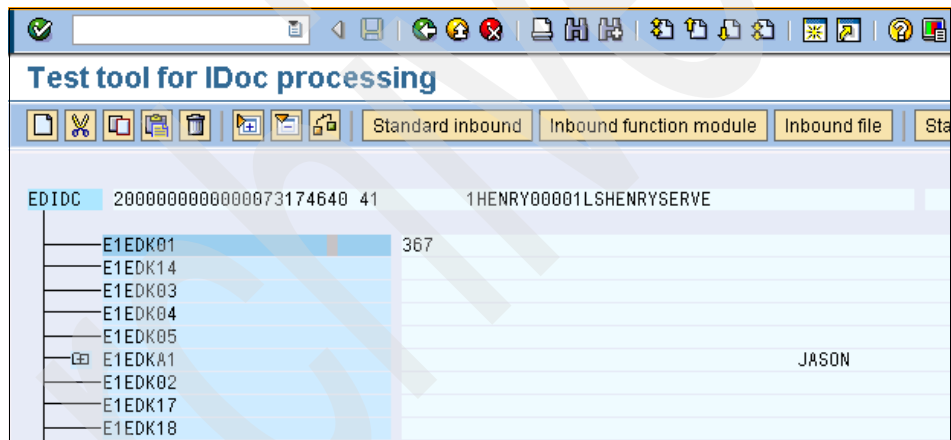 Test tool for IDoc processing
Standard inbound Inbound function module Inbound file Sta
EDIDC 2000000000000073174640 41 1HENRY00001LSHENRYSERVE
E1EDK01 367
E1EDK14
E1EDK03
E1EDK04
E1EDK05
E1EDKA1 JASON
E1EDK02
E1EDK17
E1EDK18